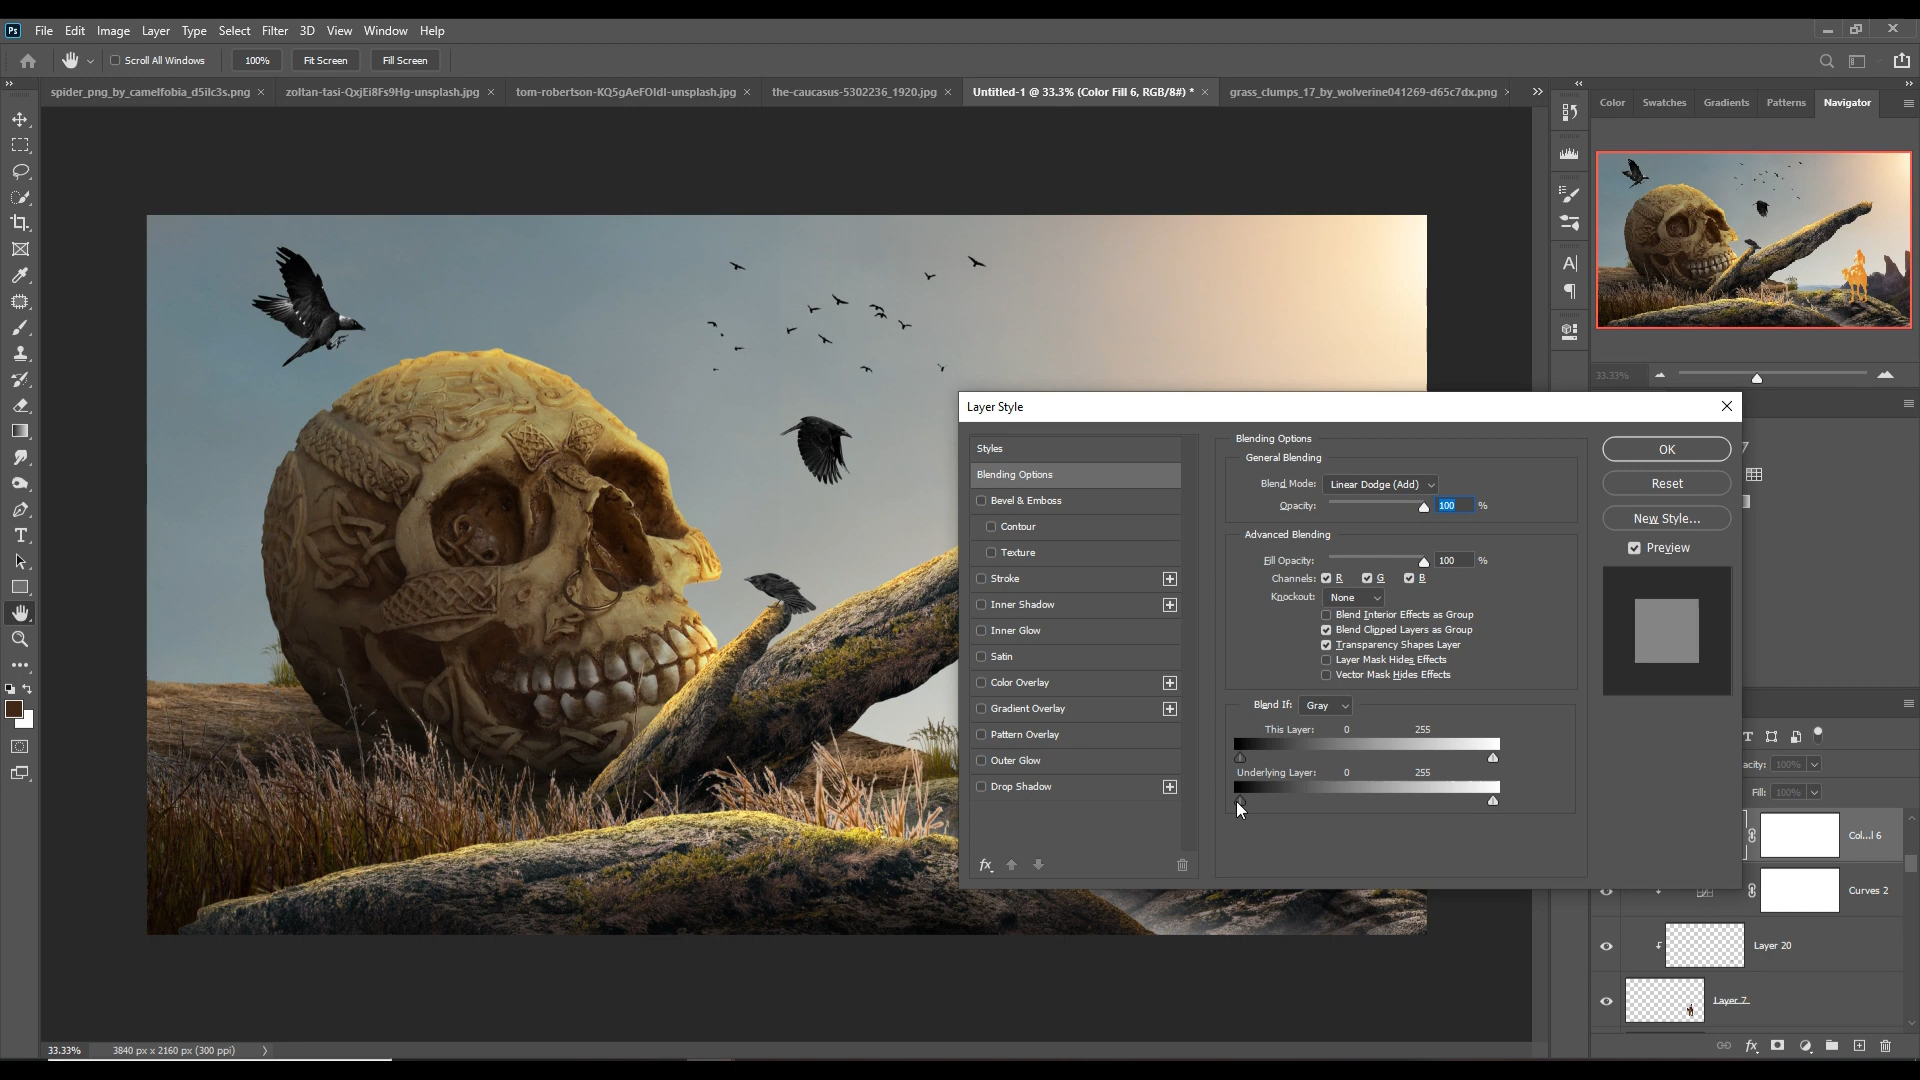 Ps File Edit Image Layer Type Select Filter 3D View Window Help
Scroll All Windows 100% Fit Screen Fill Screen
spider_png_by_camelfobia_d5ilc3s.png × zoltan-tasi-QxjEi8Fs9Hg-unsplash.jpg × tom-robertson-KQ5gAeFOIdI-unsplash.jpg × the-caucasus-5302236_1920.jpg × Untitled-1 @ 33.3% (Color Fill 6, RGB/8#) * × grass_clumps_17_by_wolverine041269-d65c7dx.png ×
Color Swatches Gradients Patterns Navigator
33.33%
Layer Style
Styles
Blending Options
Bevel & Emboss
Contour
Texture
Stroke
Inner Shadow
Inner Glow
Satin
Color Overlay
Gradient Overlay
Pattern Overlay
Outer Glow
Drop Shadow
fx
Blending Options
General Blending
Blend Mode: Linear Dodge (Add)
Opacity: 100 %
Advanced Blending
Fill Opacity: 100 %
Channels: R G B
Knockout: None
Blend Interior Effects as Group
Blend Clipped Layers as Group
Transparency Shapes Layer
Layer Mask Hides Effects
Vector Mask Hides Effects
Blend If: Gray
This Layer: 0 255
Underlying Layer: 0 255
OK
Reset
New Style...
Preview
acity: 100%
Fill: 100%
Col...l 6
Curves 2
Layer 20
Layer 7
fx
33.33% 3840 px x 2160 px (300 ppi)